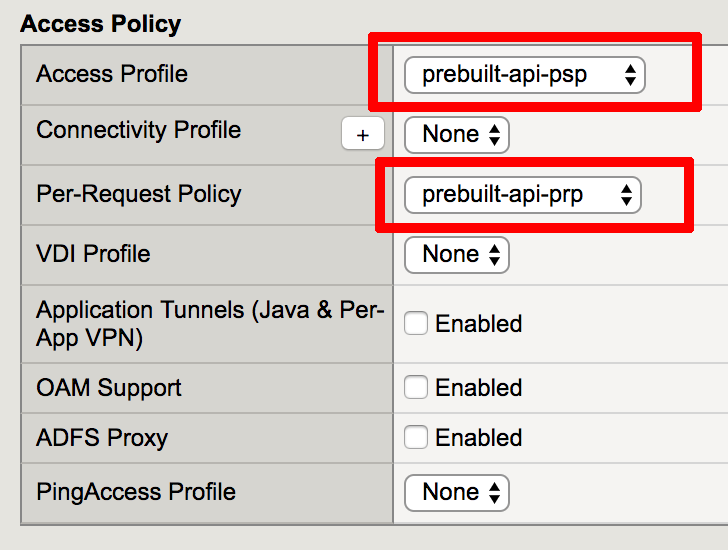 Access Policy
Access Profile prebuilt-api-psp
Connectivity Profile + None
Per-Request Policy prebuilt-api-prp
VDI Profile None
Application Tunnels (Java & Per-
App VPN) Enabled
OAM Support Enabled
ADFS Proxy Enabled
PingAccess Profile None